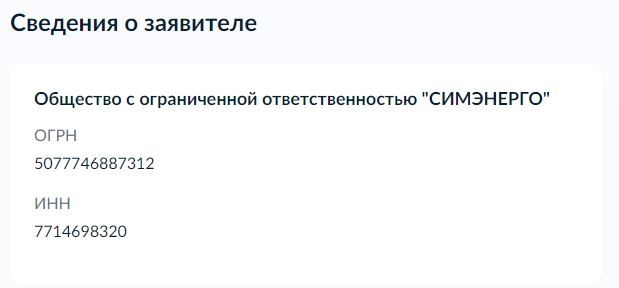 Сведения о заявителе
Общество с ограниченной ответственностью "СИМЭНЕРГО"
ОГРН
5077746887312
ИНН
7714698320